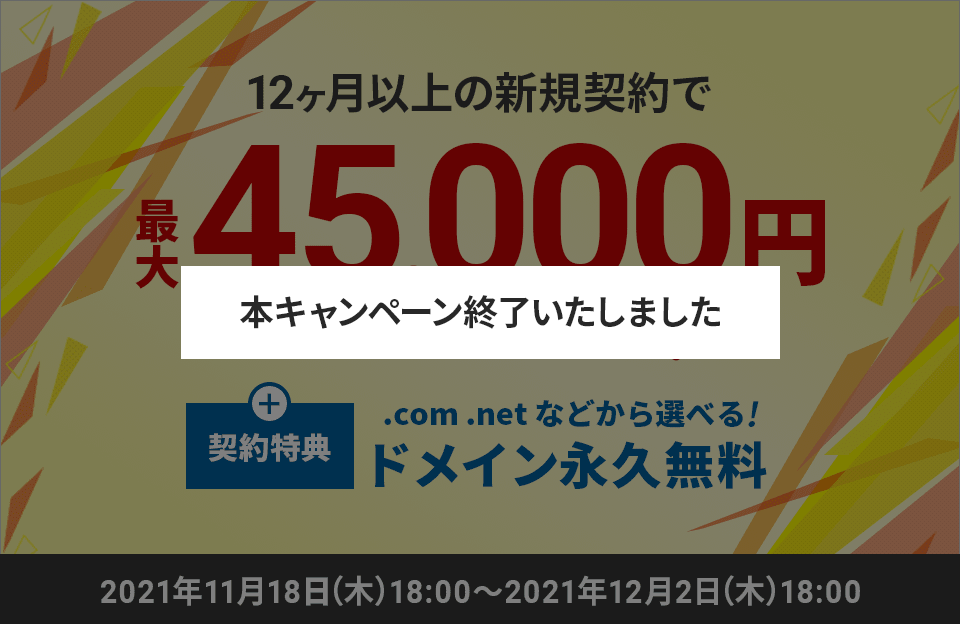 12ヶ月以上の新規契約で
最大45,000円
本キャンペーン終了いたしました
契約特典
.com .net などから選べる!
ドメイン永久無料
2021年11月18日(木)18:00～2021年12月2日(木)18:00